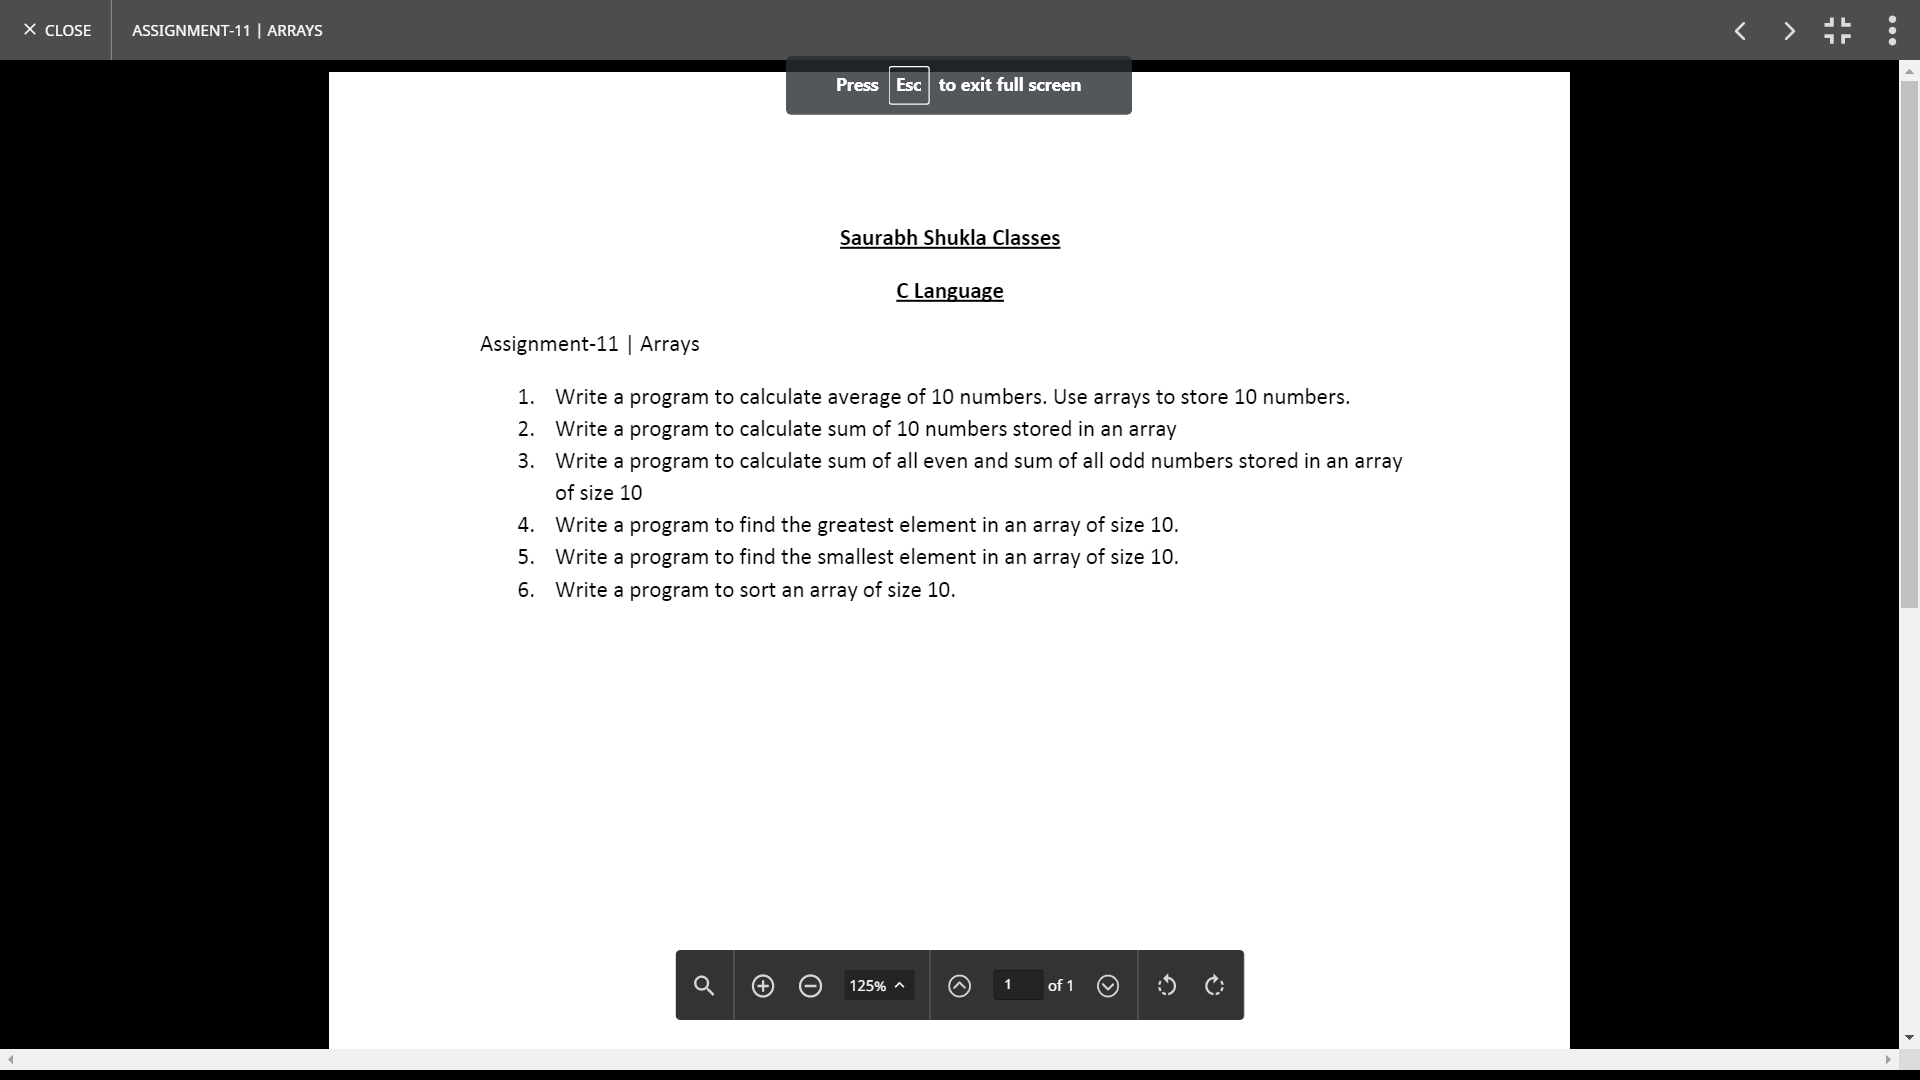 CLOSE
ASSIGNMENT-11 | ARRAYS
Press Esc to exit full screen
Saurabh Shukla Classes
C Language
Assignment-11 | Arrays
1. Write a program to calculate average of 10 numbers. Use arrays to store 10 numbers.
2. Write a program to calculate sum of 10 numbers stored in an array
3. Write a program to calculate sum of all even and sum of all odd numbers stored in an array
of size 10
4. Write a program to find the greatest element in an array of size 10.
5. Write a program to find the smallest element in an array of size 10.
6. Write a program to sort an array of size 10.
125%
1 of 1